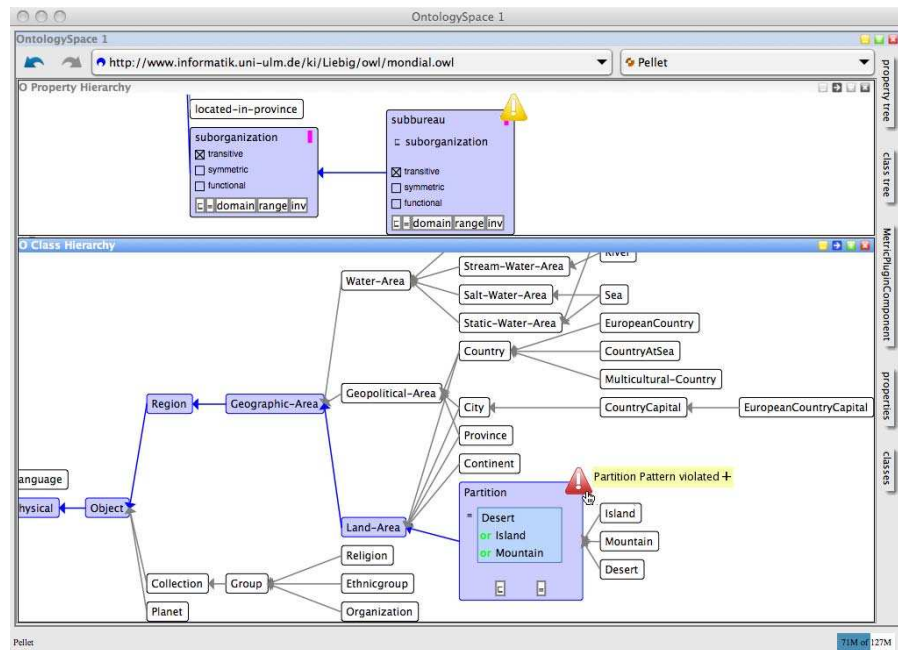 OntologySpace 1
OntologySpace 1
http://www.informatik.uni-ulm.de/ki/Liebig/owl/mondial.owl
Pellet
O Property Hierarchy
located-in-province
suborganization
transitive
symmetric
functional
⊏ = domain range inv
subbureau
⊏ suborganization
transitive
symmetric
functional
⊏ = domain range inv
O Class Hierarchy
River
Stream-Water-Area
Water-Area
Salt-Water-Area
Sea
Static-Water-Area
EuropeanCountry
Country
CountryAtSea
Multicultural-Country
Geopolitical-Area
Region
Geographic-Area
City
CountryCapital
EuropeanCountryCapital
Province
Continent
anguage
hysical
Object
Land-Area
Partition
= Desert
or Island
or Mountain
⊏ =
Partition Pattern violated +
Island
Mountain
Desert
Religion
Collection
Group
Ethnicgroup
Planet
Organization
property tree
class tree
MetricPluginComponent
properties
classes
Pellet
71M of 127M